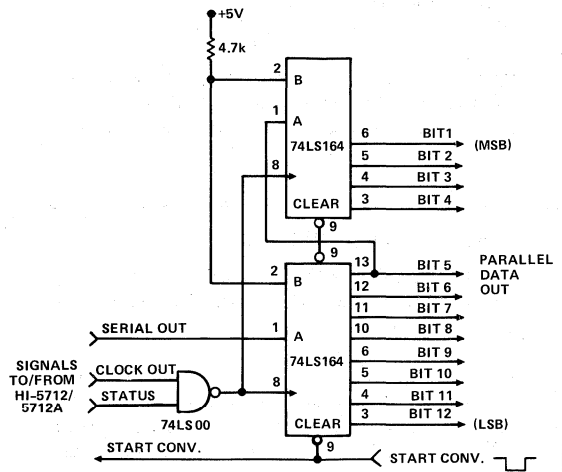 +5V
4.7k
2
B
1
A
74LS164
6
BIT1
(MSB)
5
BIT 2
8
4
BIT 3
CLEAR
3
BIT 4
9
9
13
BIT 5
PARALLEL
DATA
OUT
2
B
12
BIT 6
11
BIT 7
SERIAL OUT
1
A
10
BIT 8
74LS164
6
BIT 9
SIGNALS
TO/FROM
HI-5712/
5712A
CLOCK OUT
5
BIT 10
8
STATUS
4
BIT 11
74LS00
CLEAR
3
BIT 12
(LSB)
9
START CONV.
START CONV.